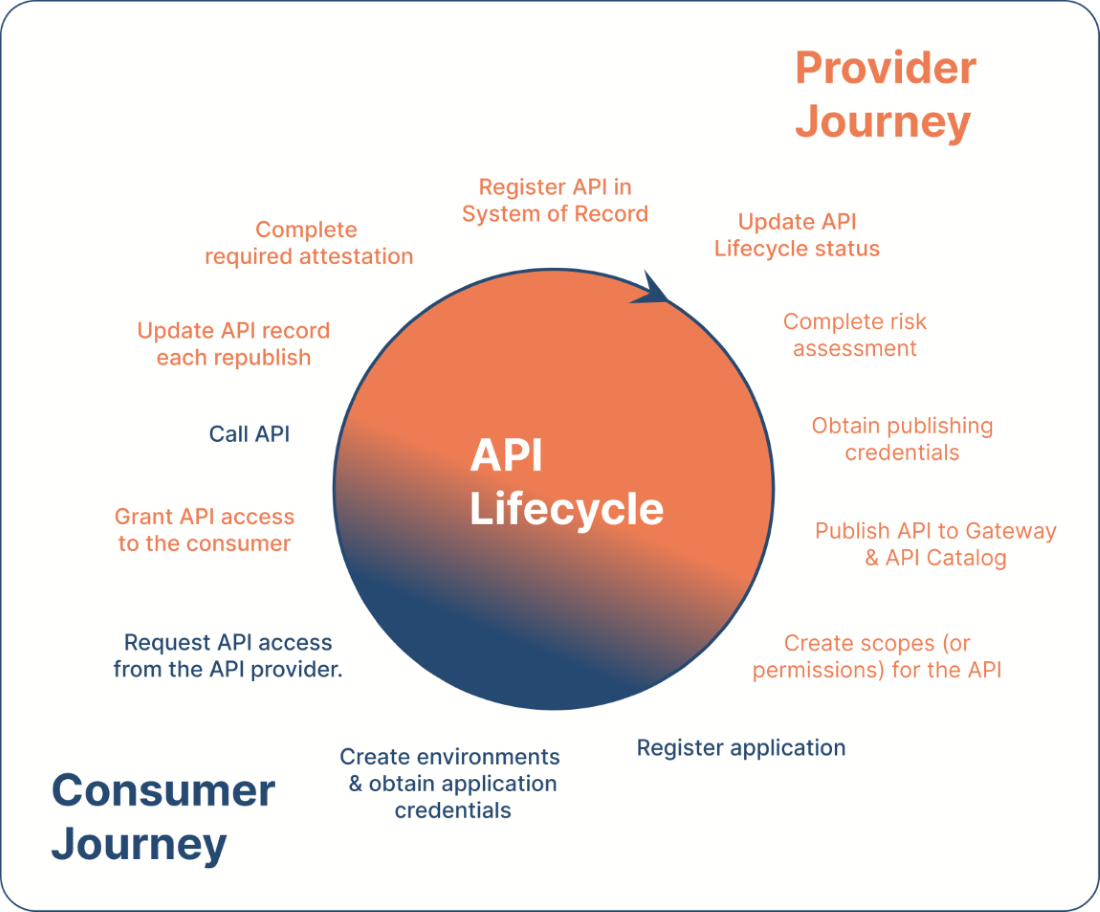 Provider
Journey
Register API in
System of Record
Update API
Lifecycle status
Complete risk
assessment
Obtain publishing
credentials
Publish API to Gateway
& API Catalog
Create scopes (or
permissions) for the API
Register application
Create environments
& obtain application
credentials
Request API access
from the API provider.
Grant API access
to the consumer
Call API
Update API record
each republish
Complete
required attestation
API
Lifecycle
Consumer
Journey